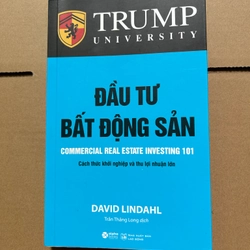 TRUMP
UNIVERSITY
ĐẦU TƯ
BẤT ĐỘNG SẢN
COMMERCIAL REAL ESTATE INVESTING 101
Cách thức khởi nghiệp và thu lợi nhuận lớn
DAVID LINDAHL
Trần Thăng Long dịch